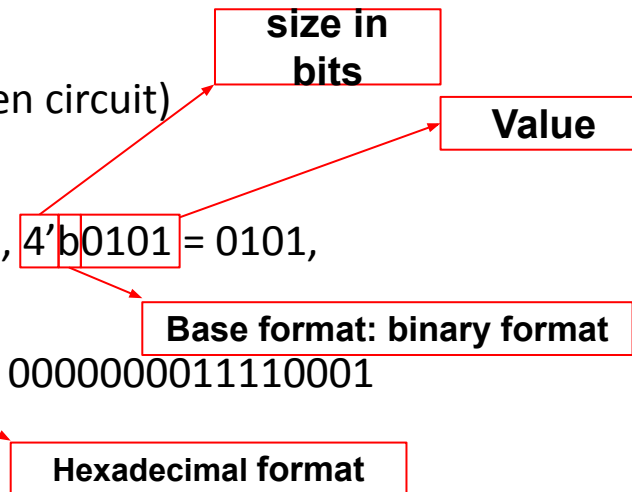 size in
bits
en circuit)
Value
, 4’b0101 = 0101,
Base format: binary format
0000000011110001
Hexadecimal format